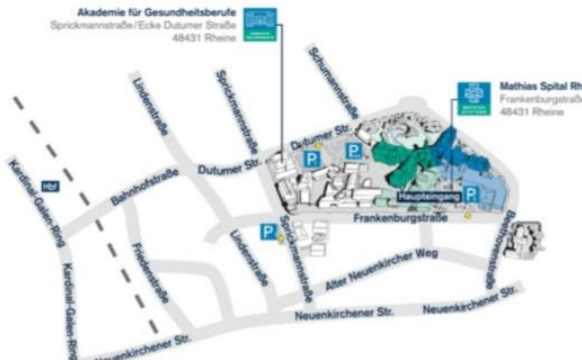 Akademie für Gesundheitsberufe
Sprickmannstraße/Ecke Dutumer Straße
48431 Rheine
Mathias Spital Rh
Frankenburgstraße
48431 Rheine
Schumannstraße
Sprickmannstraße
Lindenstraße
Dutumer Str.
P
P
Dutumer Str.
Hbf
Bahnhofstraße
Kardinal-Galen-Ring
Haupteingang
P
Frankenburgstraße
P
Sprickmannstraße
Lindenstraße
Friedenstraße
Beethovenstraße
Alter Neuenkircher Weg
Kardinal-Galen-Ring
Neuenkirchener Str.
Neuenkirchener Str.
Neuenkirchener Str.